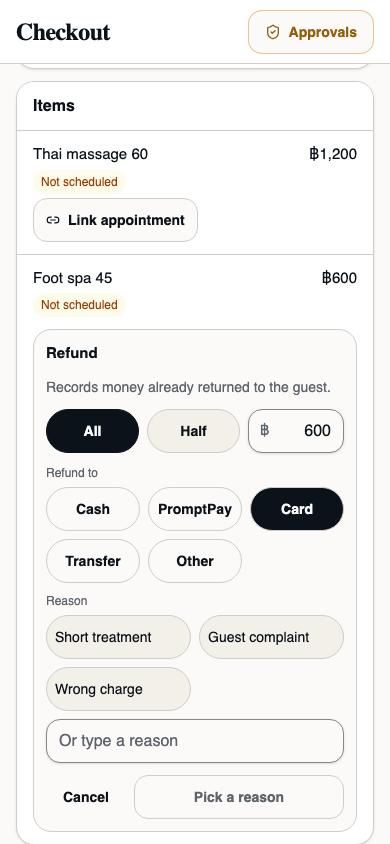 Checkout
Approvals
Items
Thai massage 60 ฿1,200
Not scheduled
Link appointment
Foot spa 45 ฿600
Not scheduled
Refund
Records money already returned to the guest.
All Half ฿ 600
Refund to
Cash PromptPay Card
Transfer Other
Reason
Short treatment Guest complaint
Wrong charge
Or type a reason
Cancel Pick a reason